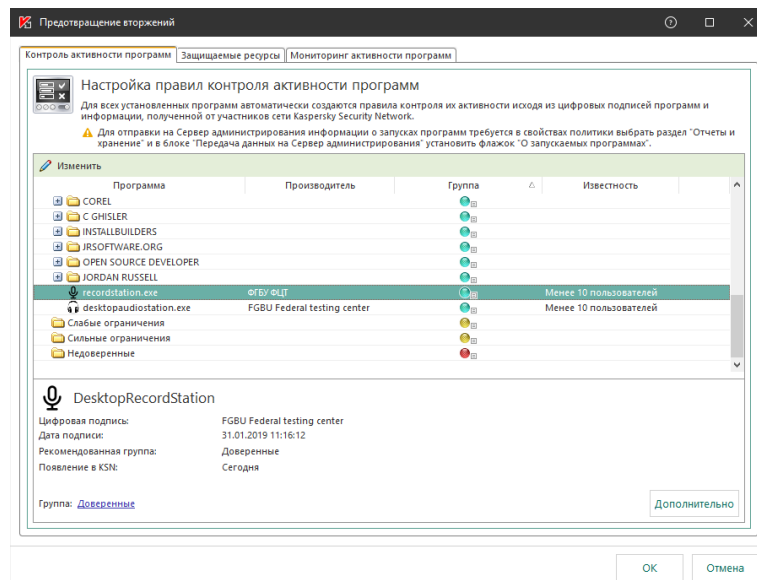 Предотвращение вторжений
Контроль активности программ Защищаемые ресурсы Мониторинг активности программ
Настройка правил контроля активности программ
Для всех установленных программ автоматически создаются правила контроля их активности исходя из цифровых подписей программ и
информации, полученной от участников сети Kaspersky Security Network.
Для отправки на Сервер администрирования информации о запусках программ требуется в свойствах политики выбрать раздел "Отчеты и
хранение" и в блоке "Передача данных на Сервер администрирования" установить флажок "О запускаемых программах".
Изменить
Программа Производитель Группа Известность
COREL
C GHISLER
INSTALLBUILDERS
JRSOFTWARE.ORG
OPEN SOURCE DEVELOPER
JORDAN RUSSELL
recordstation.exe ФГБУ ФЦТ Менее 10 пользователей
desktopaudiostation.exe FGBU Federal testing center Менее 10 пользователей
Слабые ограничения
Сильные ограничения
Недоверенные
DesktopRecordStation
Цифровая подпись: FGBU Federal testing center
Дата подписи: 31.01.2019 11:16:12
Рекомендованная группа: Доверенные
Появление в KSN: Сегодня
Группа: Доверенные Дополнительно
OK Отмена